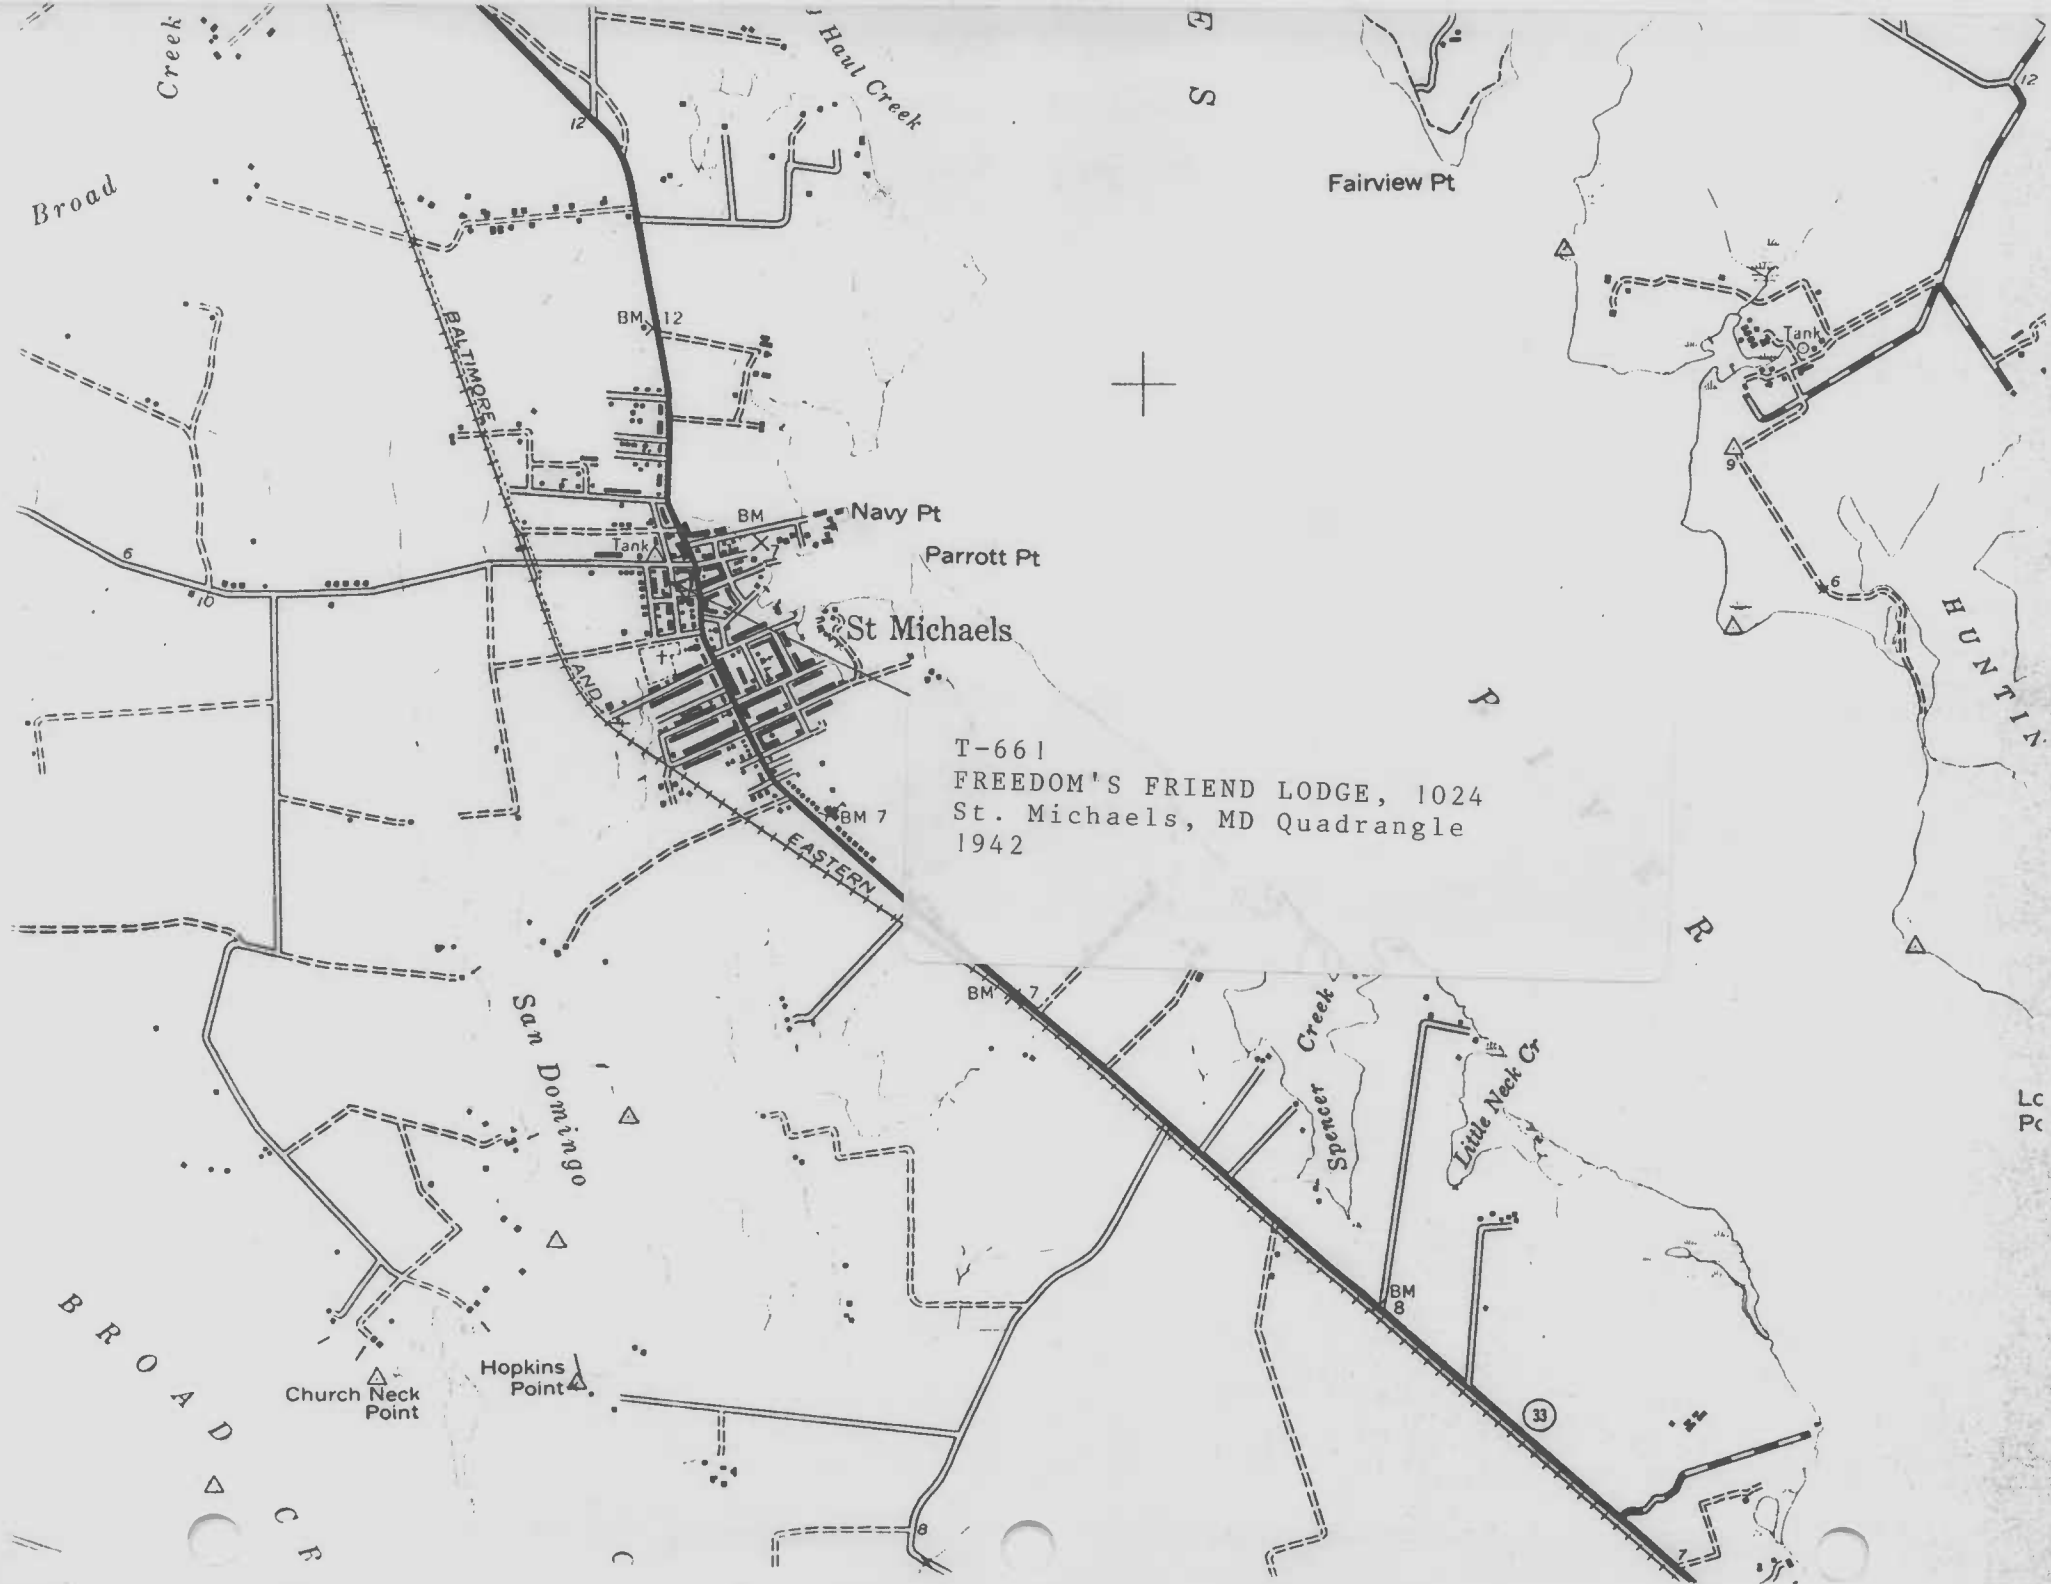 Creek
Haul Creek
E
S
12
12
Broad
Fairview Pt
BM 12
BALTIMORE
Tank
9
BM
7
Navy Pt
Tank
Parrott Pt
6
10
6
St Michaels
HUNTIN
AND
P
T-661
FREEDOM'S FRIEND LODGE, 1024
St. Michaels, MD Quadrangle
1942
BM 7
EASTERN
R
BM 7
San Domingo
Spencer Creek
Little Neck Cr
BM
8
Hopkins
Point
Church Neck
Point
33
BROAD CR
8
C
7